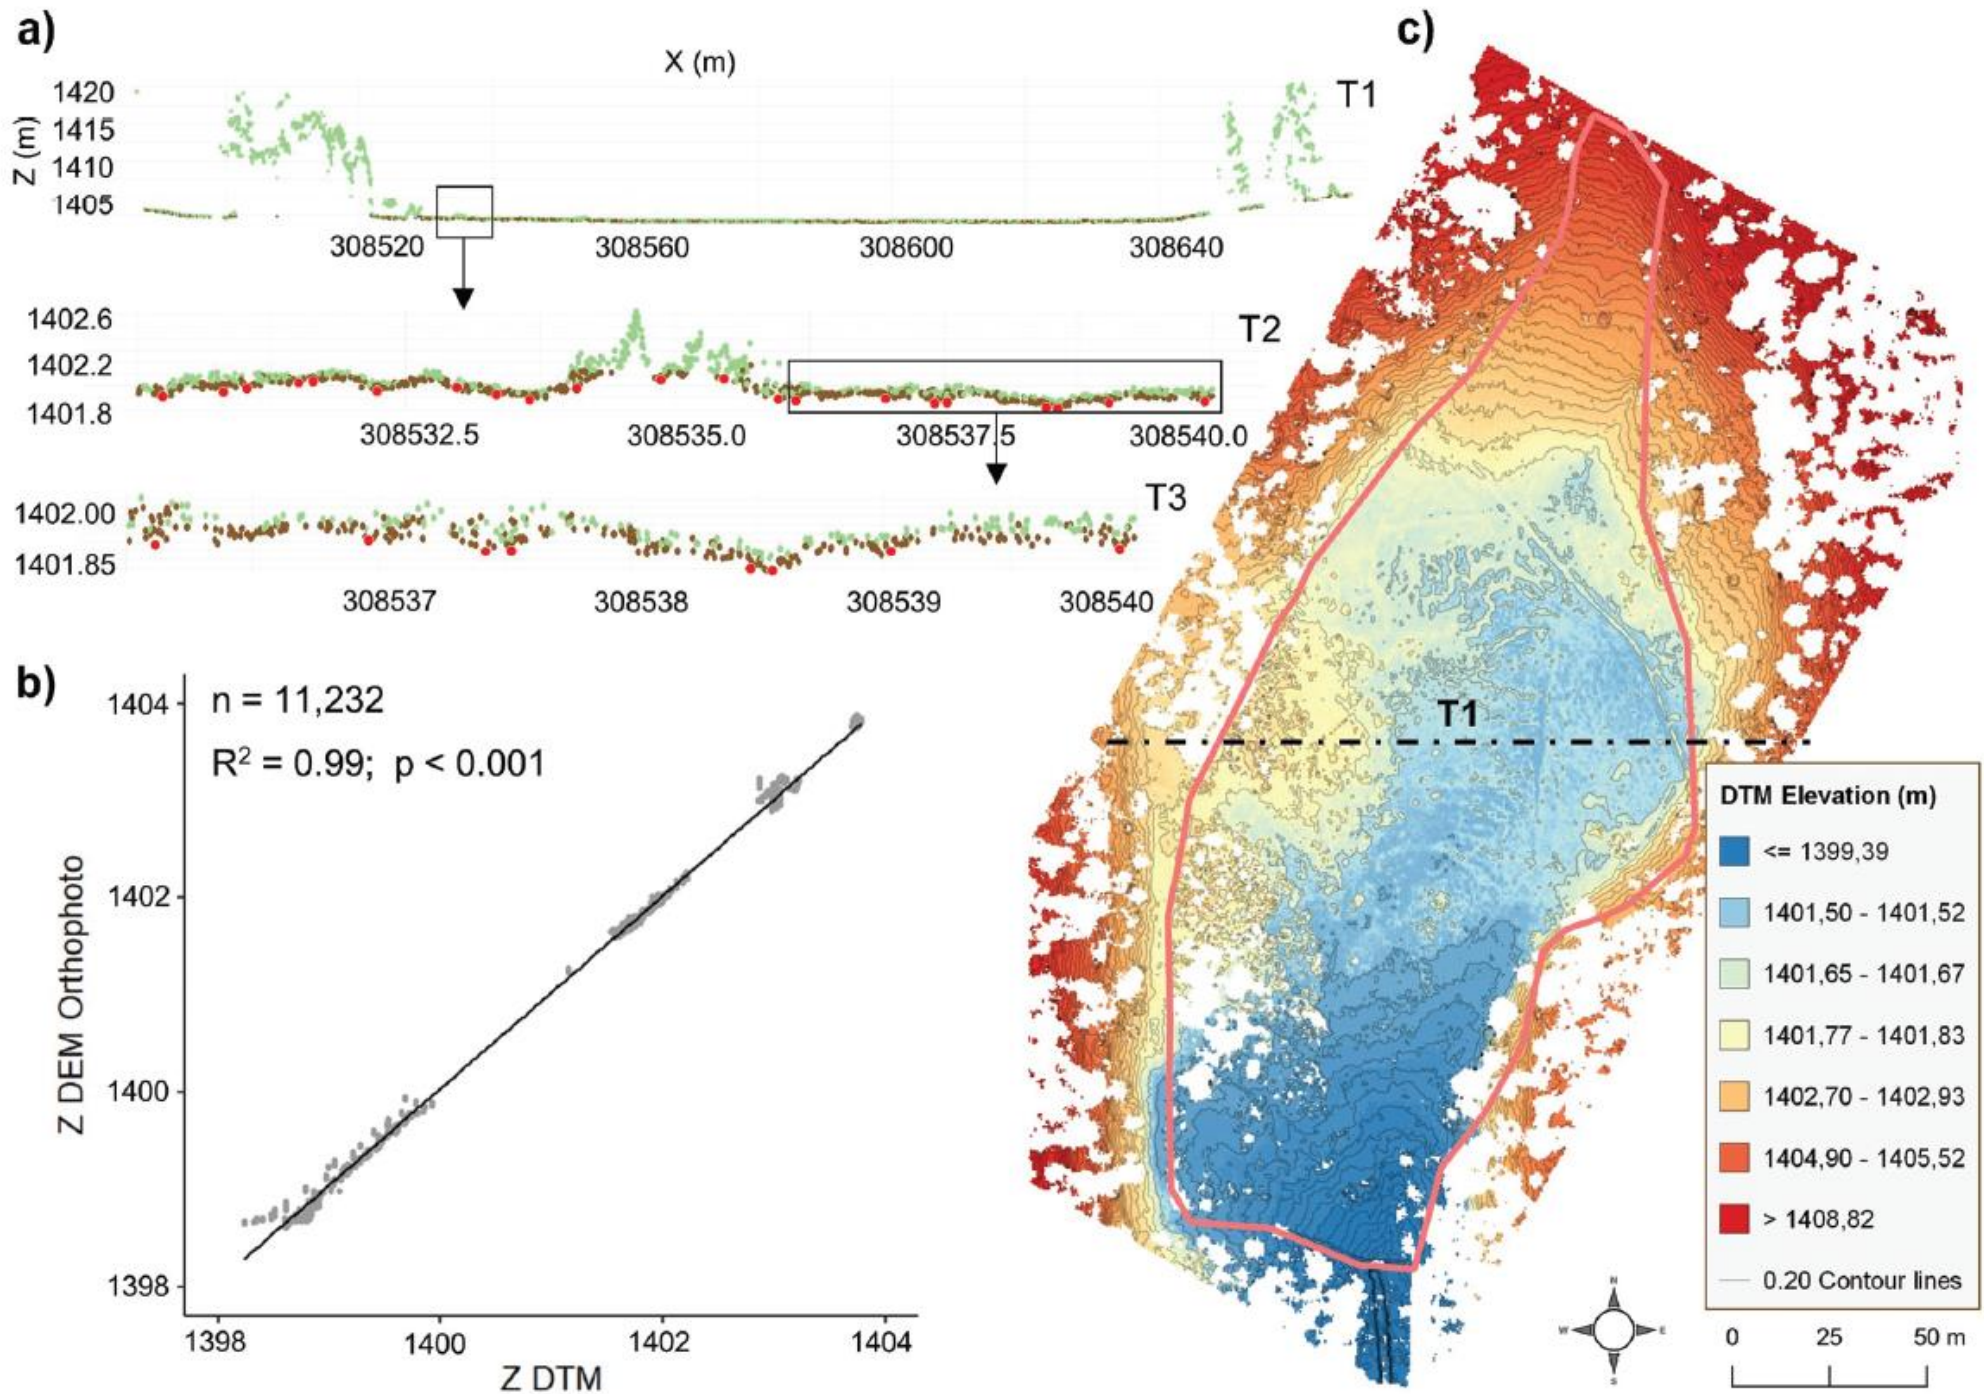 a)
X (m)
T1
Z (m)
1420
1415
1410
1405
308520 308560 308600 308640
T2
1402.6
1402.2
1401.8
308532.5 308535.0 308537.5 308540.0
T3
1402.00
1401.85
308537 308538 308539 308540
b)
n = 11,232
R² = 0.99; p < 0.001
Z DEM Orthophoto
1404
1402
1400
1398
1398 1400 1402 1404
Z DTM
c)
T1
DTM Elevation (m)
<= 1399,39
1401,50 - 1401,52
1401,65 - 1401,67
1401,77 - 1401,83
1402,70 - 1402,93
1404,90 - 1405,52
> 1408,82
0.20 Contour lines
N
W E
S
0 25 50 m